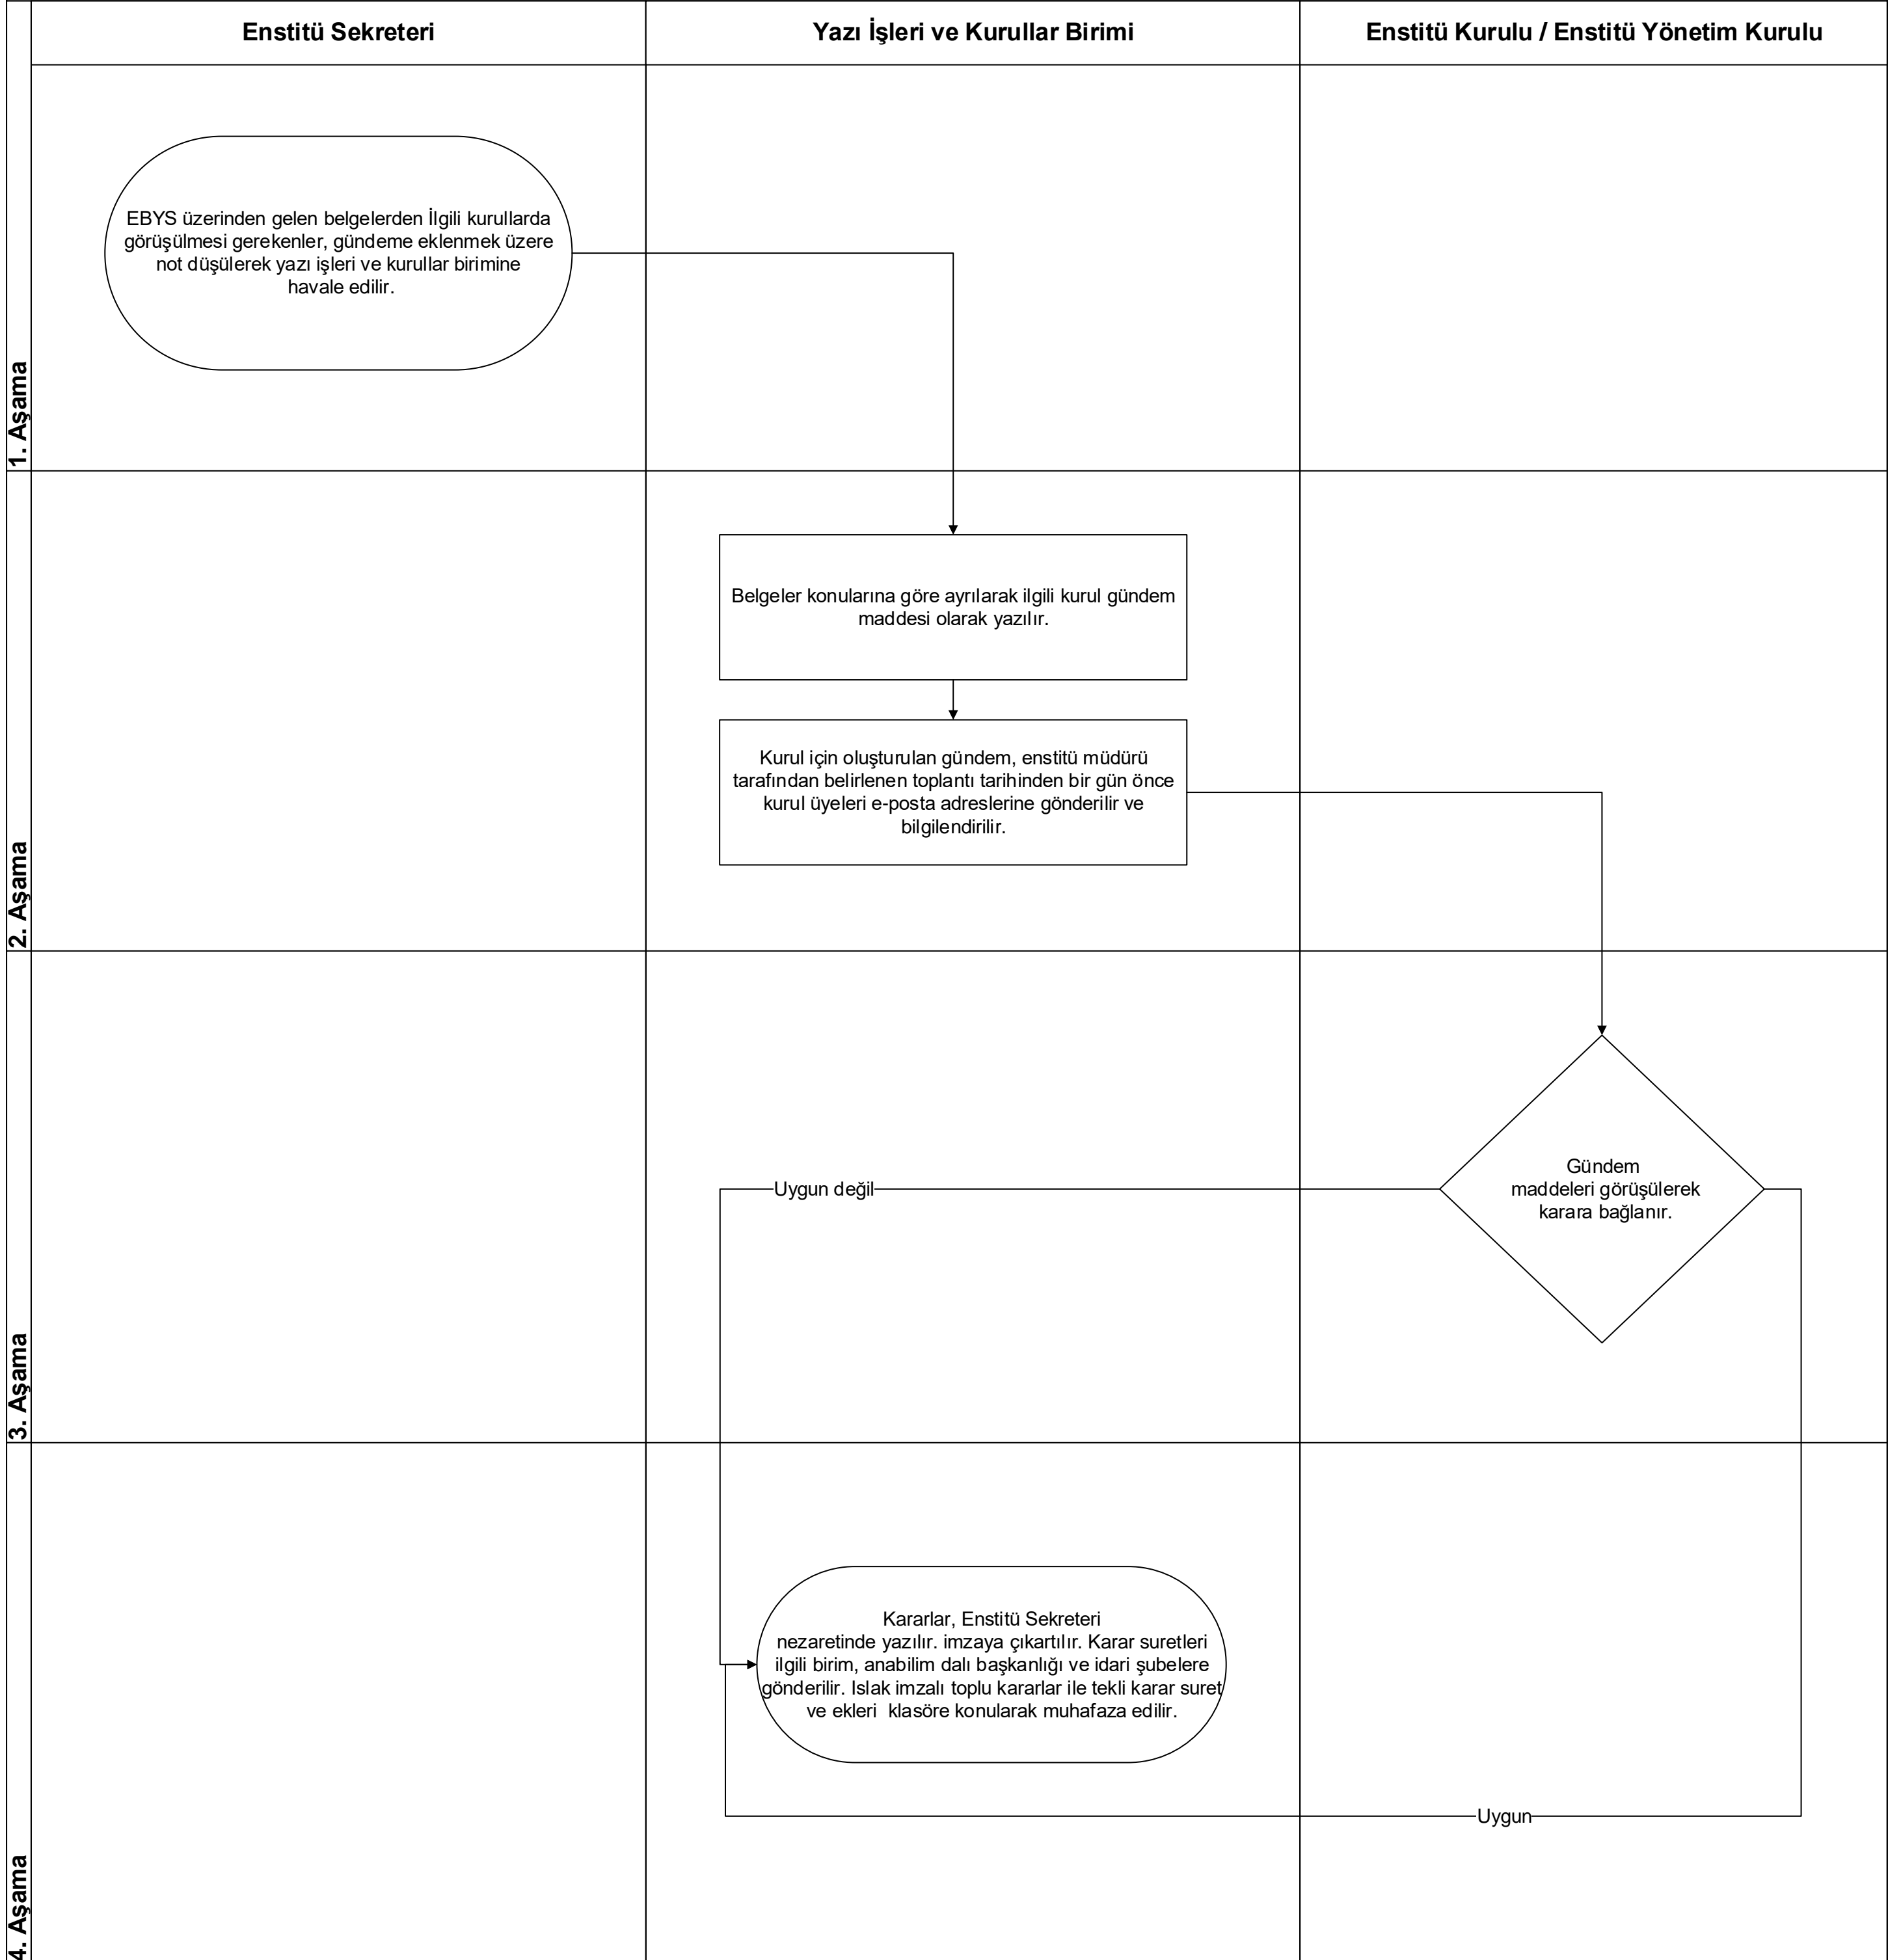 Enstitü Sekreteri
Yazı İşleri ve Kurullar Birimi
Enstitü Kurulu / Enstitü Yönetim Kurulu
1. Aşama
EBYS üzerinden gelen belgelerden İlgili kurullarda
görüşülmesi gerekenler, gündeme eklenmek üzere
not düşülerek yazı işleri ve kurullar birimine
havale edilir.
2. Aşama
Belgeler konularına göre ayrılarak ilgili kurul gündem
maddesi olarak yazılır.
Kurul için oluşturulan gündem, enstitü müdürü
tarafından belirlenen toplantı tarihinden bir gün önce
kurul üyeleri e-posta adreslerine gönderilir ve
bilgilendirilir.
3. Aşama
Gündem
maddeleri görüşülerek
karara bağlanır.
Uygun değil
4. Aşama
Kararlar, Enstitü Sekreteri
nezaretinde yazılır. imzaya çıkartılır. Karar suretleri
ilgili birim, anabilim dalı başkanlığı ve idari şubelere
gönderilir. Islak imzalı toplu kararlar ile tekli karar suret
ve ekleri  klasöre konularak muhafaza edilir.
Uygun